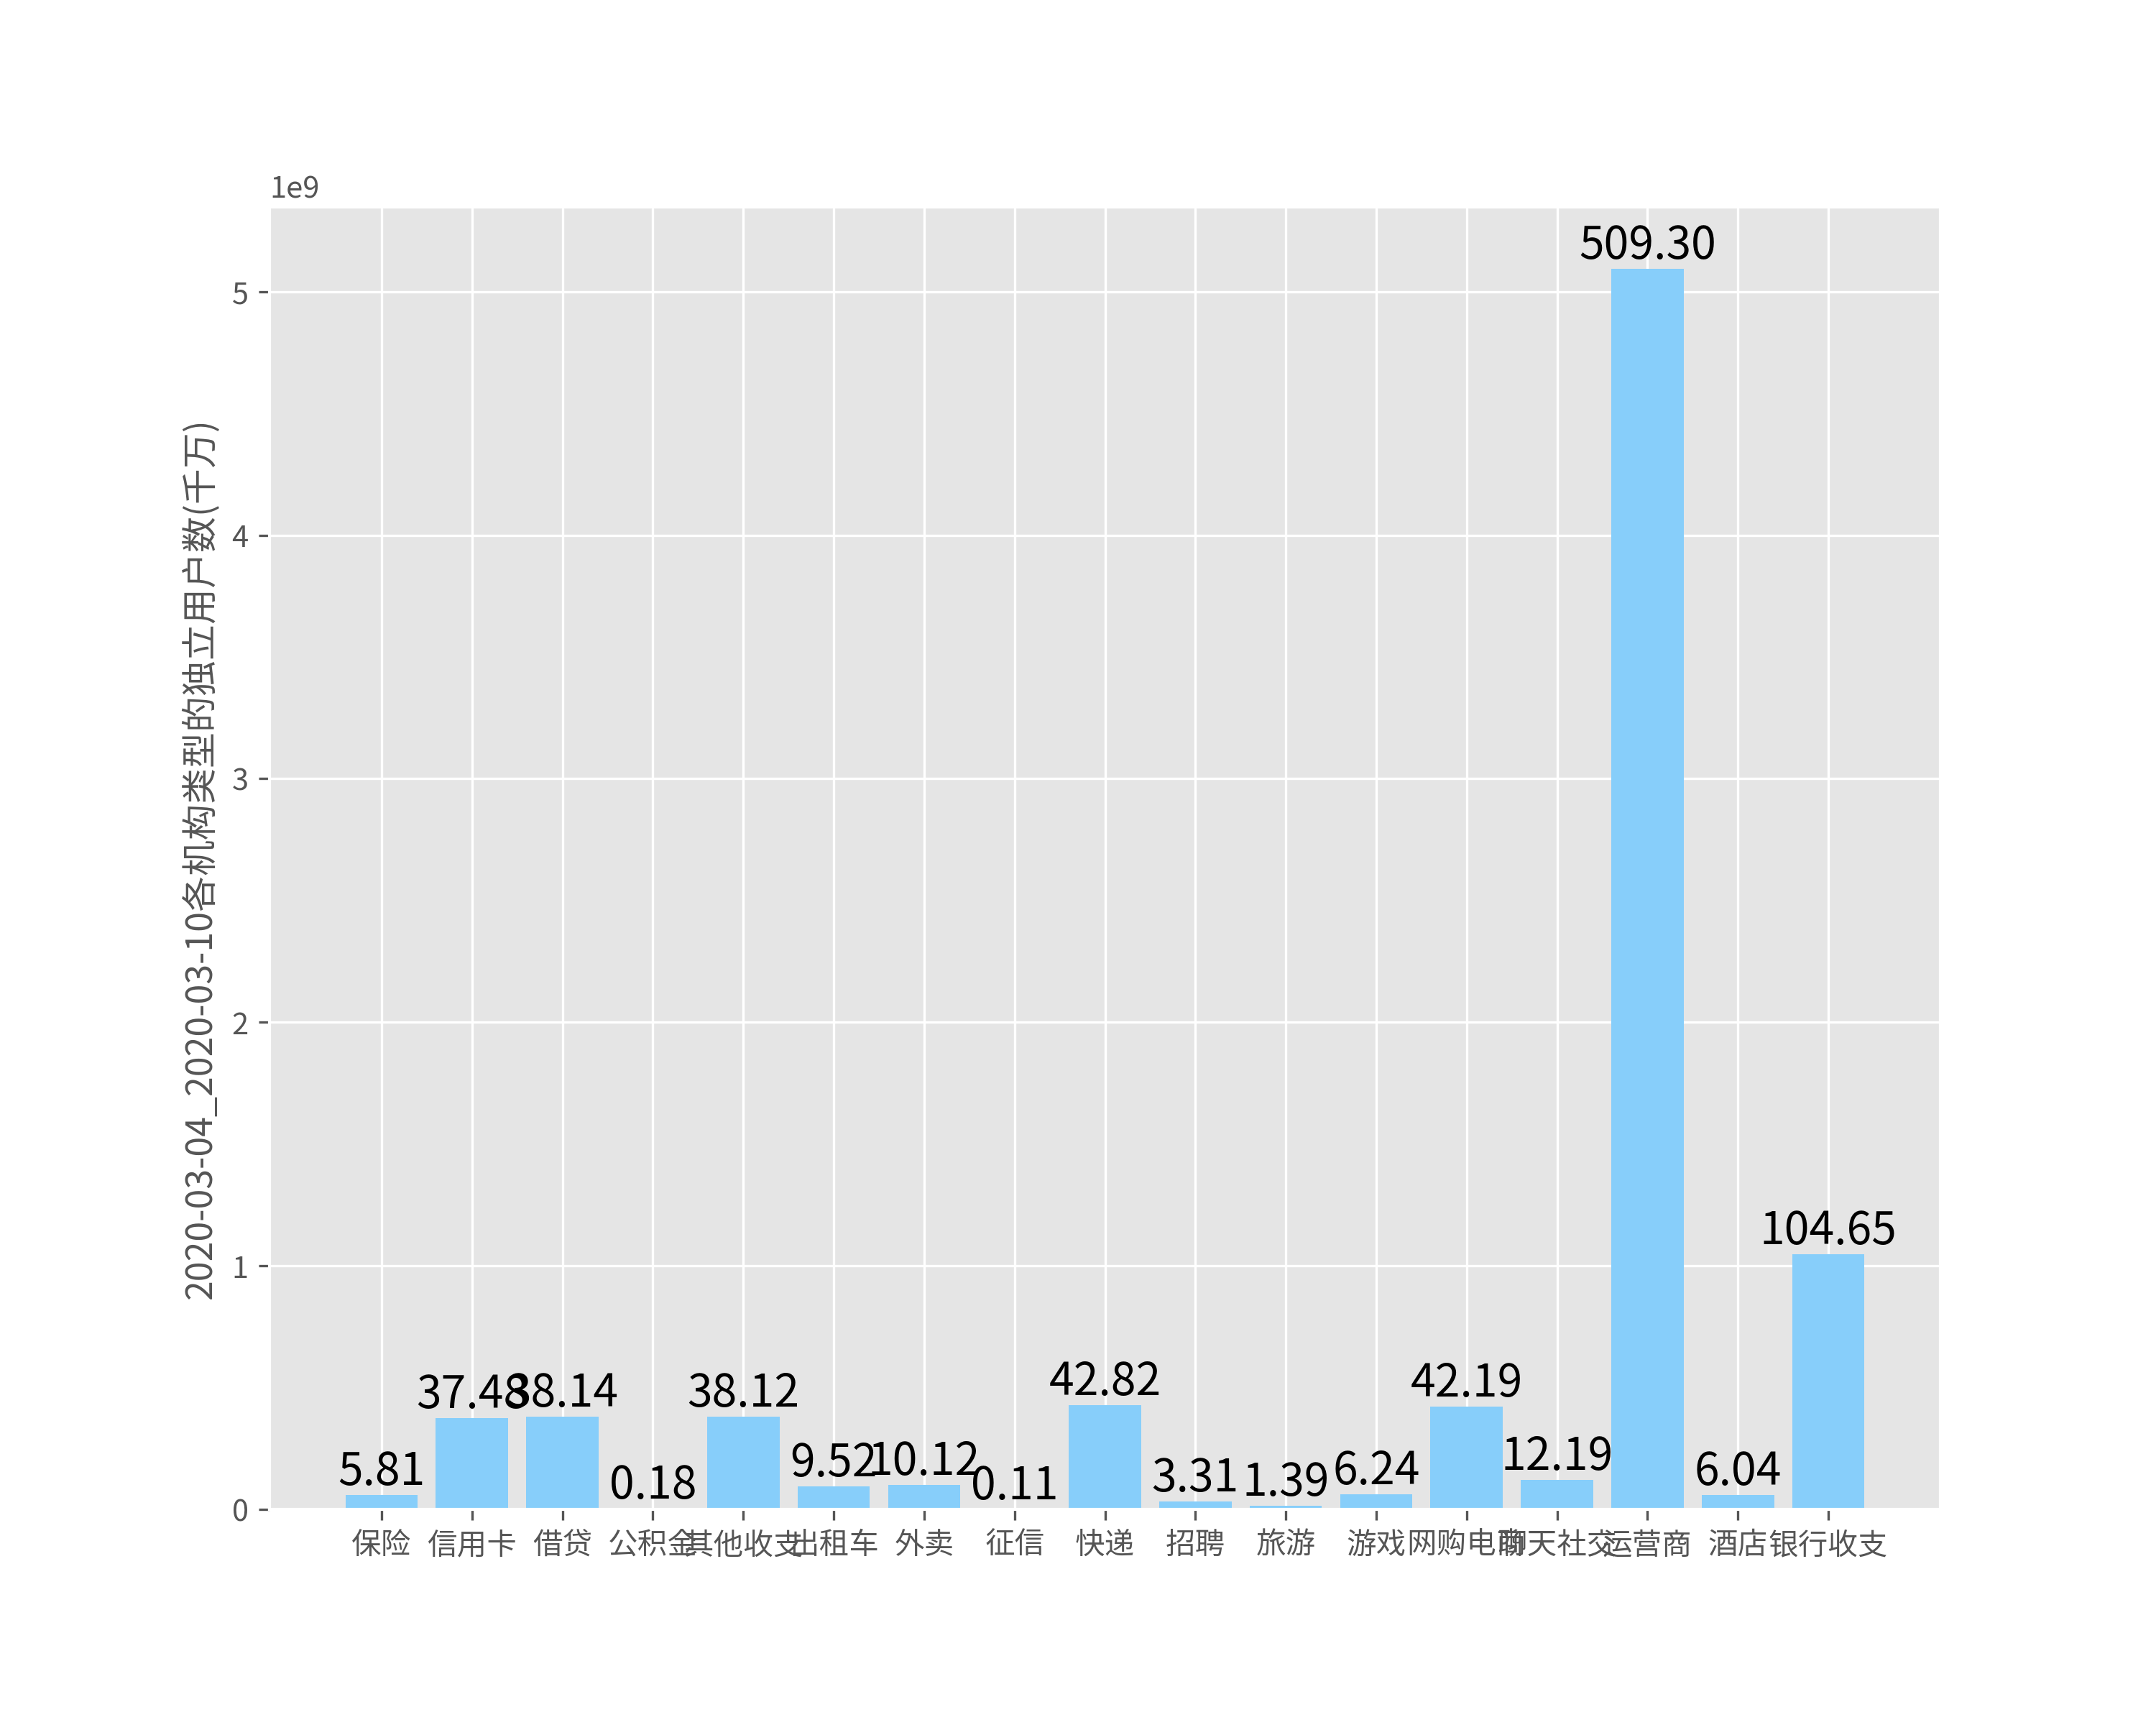 1e9
5
4
3
2
1
0
2020-03-04_2020-03-10各机构类型的独立用户数(千万)
5.81
37.48
38.14
0.18
38.12
9.52
10.12
0.11
42.82
3.31
1.39
6.24
42.19
12.19
509.30
6.04
104.65
保险
信用卡
借贷
公积金
其他收支
出租车
外卖
征信
快递
招聘
旅游
游戏
网购电商
聊天社交
运营商
酒店
银行收支